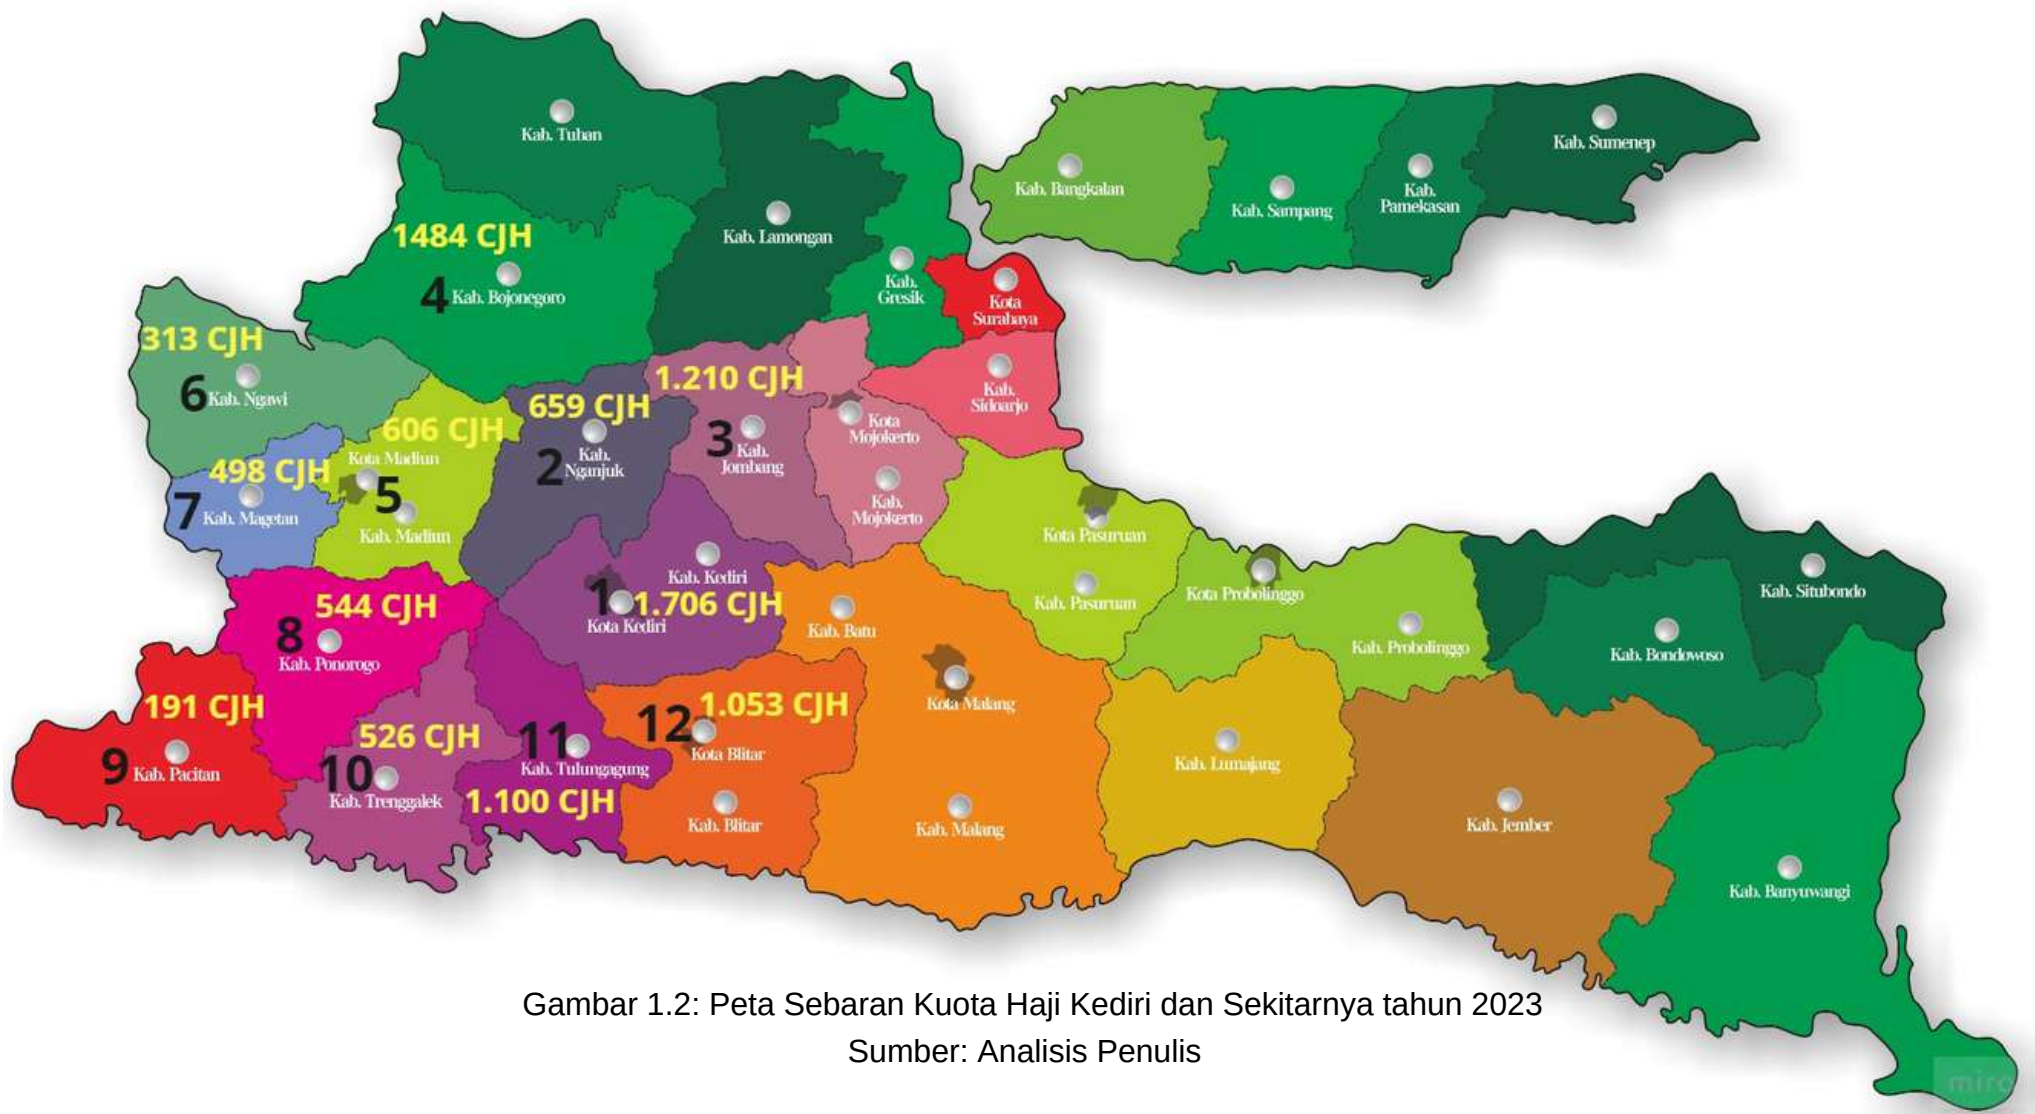 Kab. Tuban
Kab. Sumenep
Kab. Bangkalan
Kab.
Pamekasan
Kab. Sampang
1484 CJH
Kab. Lamongan
4 Kab. Bojonegoro
Kab.
Gresik
Kota
Surabaya
313 CJH
6 Kab. Ngawi
1.210 CJH
Kab.
Sidoarjo
659 CJH
606 CJH
Kota
Mojokerto
3 Kab.
Jombang
2 Kab.
Nganjuk
Kota Madiun
498 CJH
5
7 Kab. Magetan
Kab. Madiun
Kab.
Mojokerto
Kota Pasuruan
Kab. Kediri
Kab. Pasuruan
Kota Probolinggo
Kab. Situbondo
1 1.706 CJH
Kota Kediri
544 CJH
8
Kab. Ponorogo
Kab. Batu
Kab. Probolinggo
Kab. Bondowoso
191 CJH
9 Kab. Pacitan
526 CJH
10
Kab. Trenggalek
11
Kab. Tulungagung
1.100 CJH
12 1.053 CJH
Kota Blitar
Kab. Blitar
Kota Malang
Kab. Malang
Kab. Lumajang
Kab. Jember
Kab. Banyuwangi
Gambar 1.2: Peta Sebaran Kuota Haji Kediri dan Sekitarnya tahun 2023
Sumber: Analisis Penulis
miro